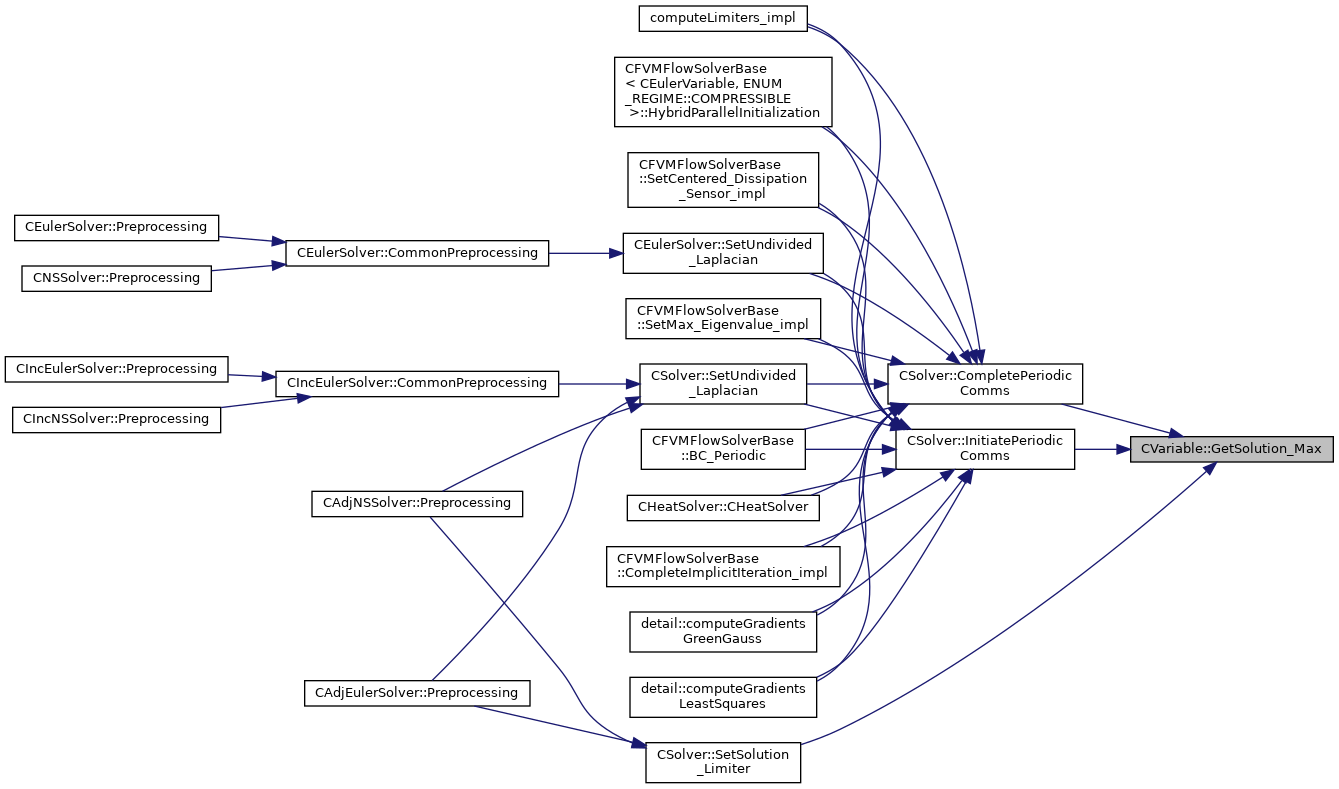 computeLimiters_impl
CFVMFlowSolverBase
< CEulerVariable, ENUM
_REGIME::COMPRESSIBLE
>::HybridParallelInitialization
CFVMFlowSolverBase
::SetCentered_Dissipation
_Sensor_impl
CEulerSolver::Preprocessing
CEulerSolver::CommonPreprocessing
CEulerSolver::SetUndivided
_Laplacian
CNSSolver::Preprocessing
CFVMFlowSolverBase
::SetMax_Eigenvalue_impl
CIncEulerSolver::Preprocessing
CIncEulerSolver::CommonPreprocessing
CSolver::SetUndivided
_Laplacian
CSolver::CompletePeriodic
Comms
CIncNSSolver::Preprocessing
CFVMFlowSolverBase
::BC_Periodic
CSolver::InitiatePeriodic
Comms
CVariable::GetSolution_Max
CAdjNSSolver::Preprocessing
CHeatSolver::CHeatSolver
CFVMFlowSolverBase
::CompleteImplicitIteration_impl
detail::computeGradients
GreenGauss
CAdjEulerSolver::Preprocessing
detail::computeGradients
LeastSquares
CSolver::SetSolution
_Limiter